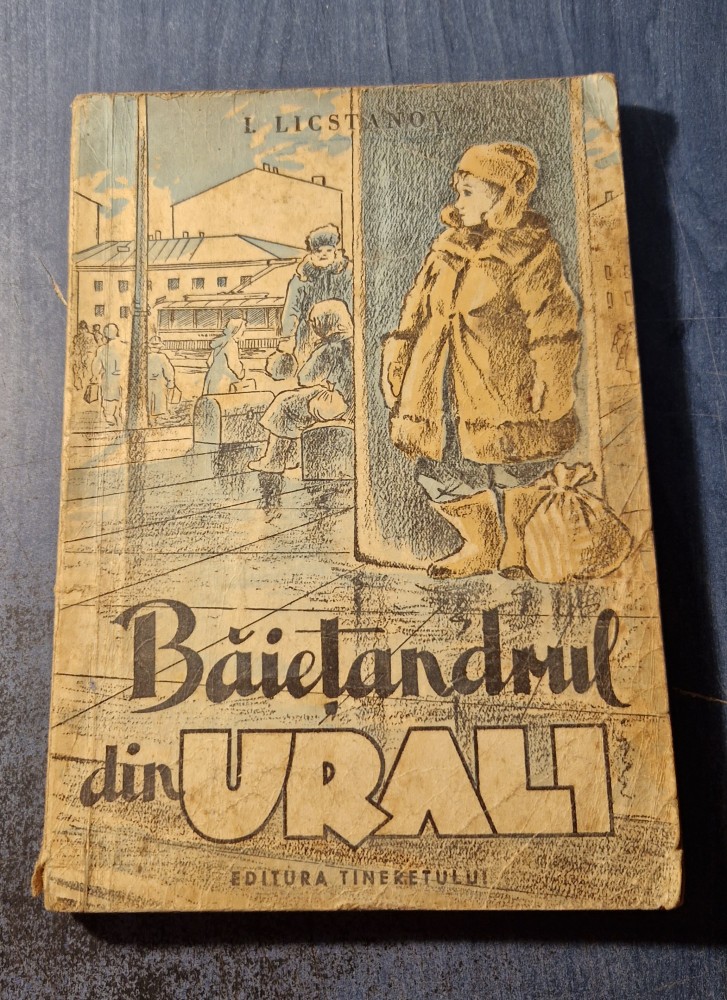 I. LICSTANOV
Băiețandrul
din URALI
EDITURA TINERETULUI